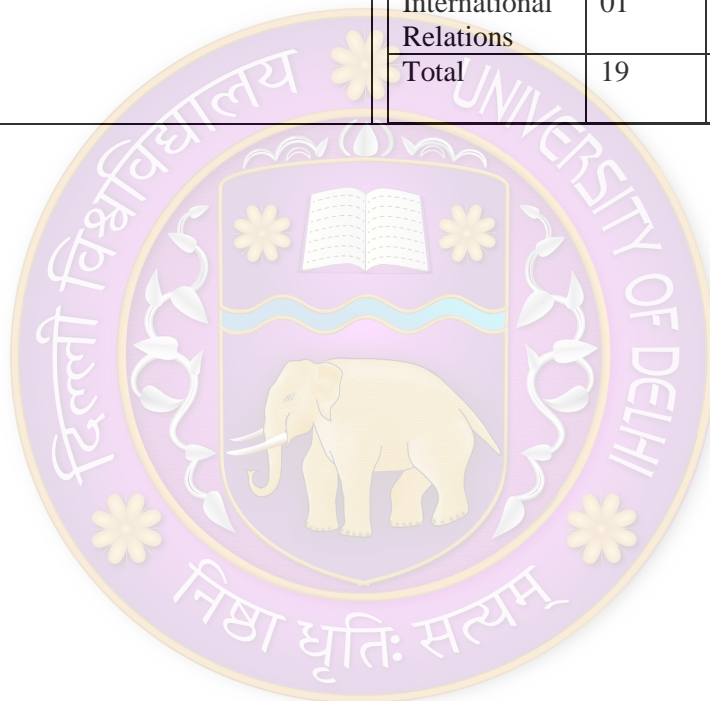 International 01
Relations
Total 19
दिल्ली विश्वविद्यालय
UNIVERSITY OF DELHI
निष्ठा धृतिः सत्यम्